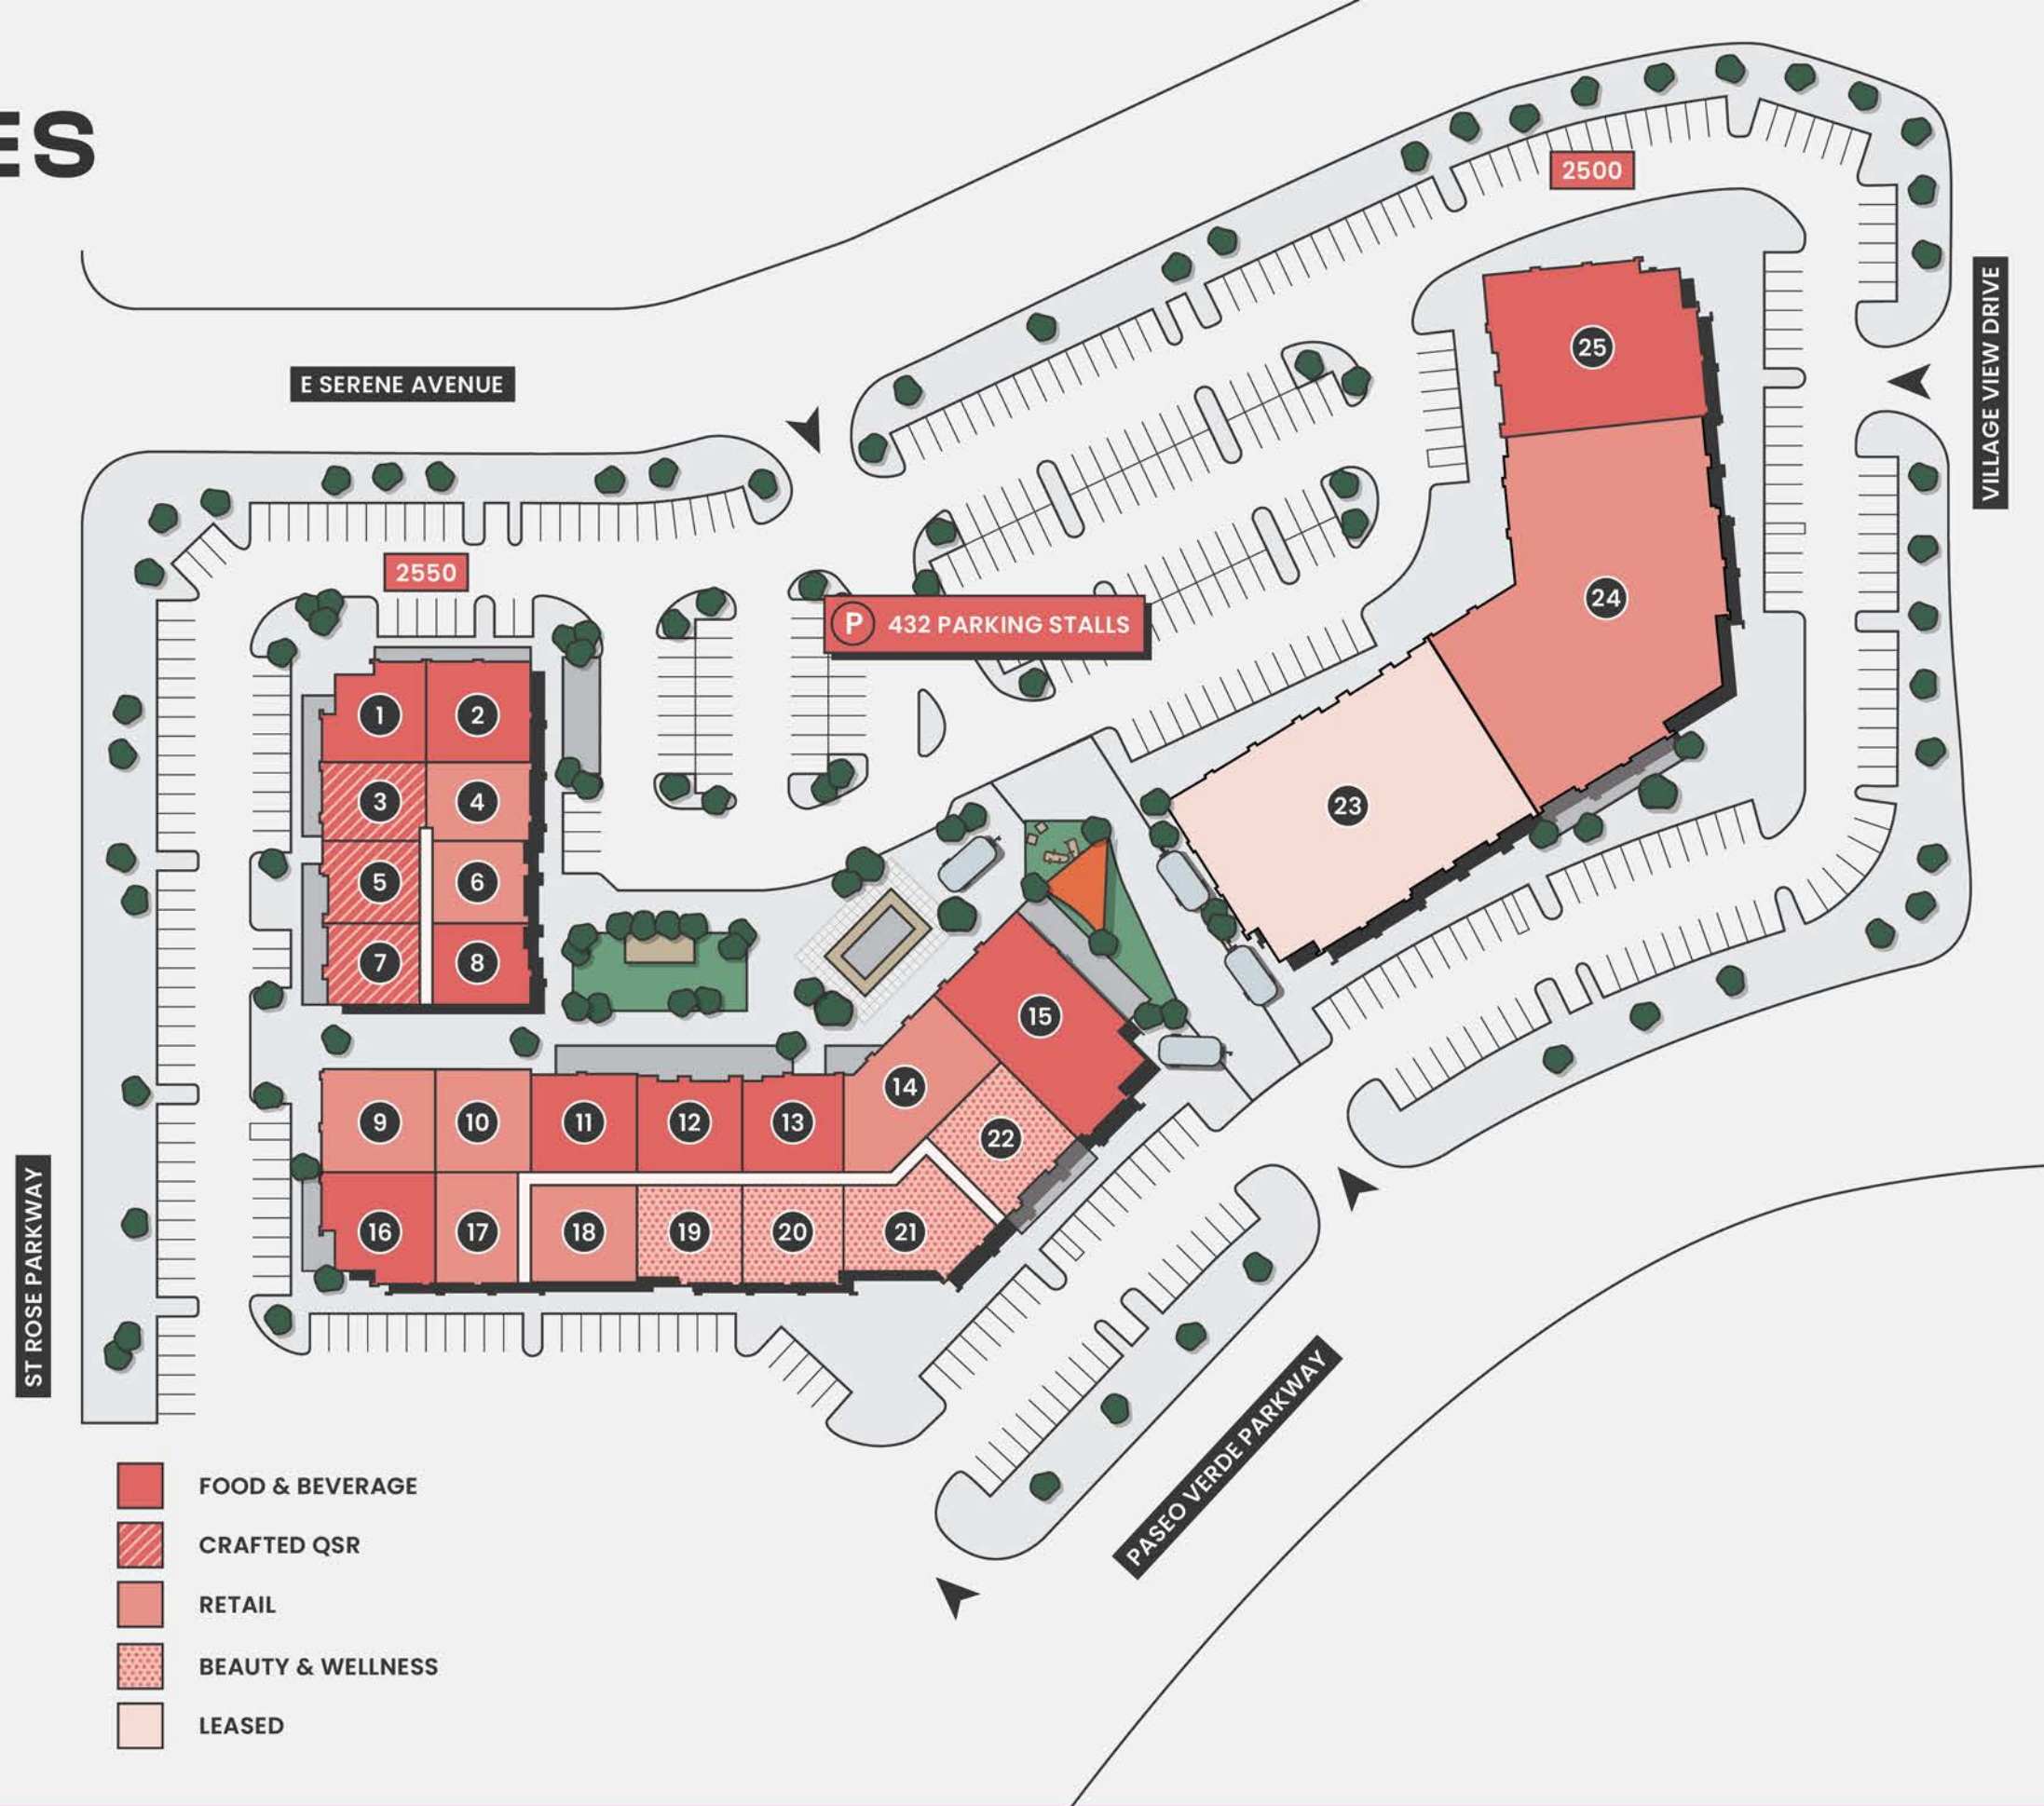 ES
2500
E SERENE AVENUE
VILLAGE VIEW DRIVE
2550
P 432 PARKING STALLS
25
24
23
1
2
3
4
5
6
7
8
9
10
11
12
13
14
15
16
17
18
19
20
21
22
ST ROSE PARKWAY
PASEO VERDE PARKWAY
FOOD & BEVERAGE
CRAFTED QSR
RETAIL
BEAUTY & WELLNESS
LEASED